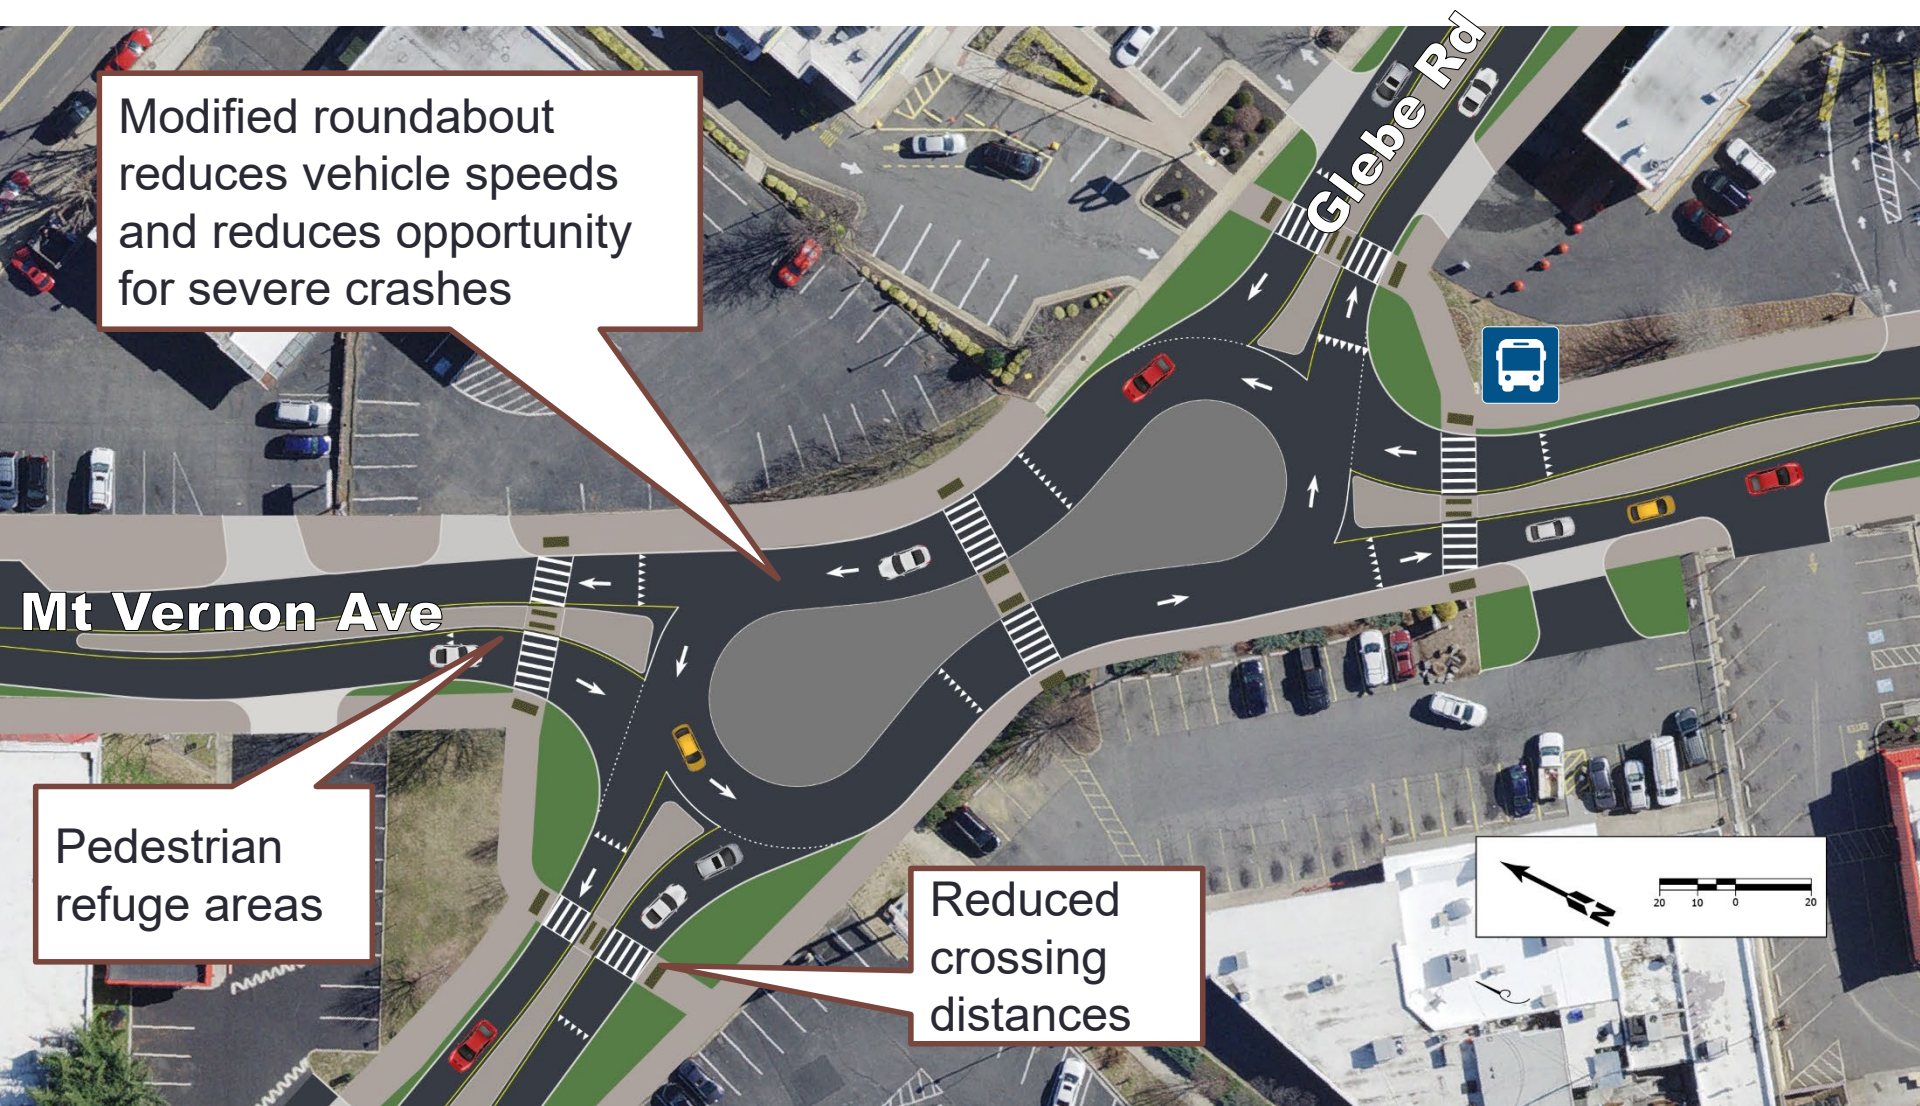 Glebe Rd
Modified roundabout
reduces vehicle speeds
and reduces opportunity
for severe crashes
Mt Vernon Ave
Pedestrian
refuge areas
Reduced
crossing
distances
N
20 10 0 20